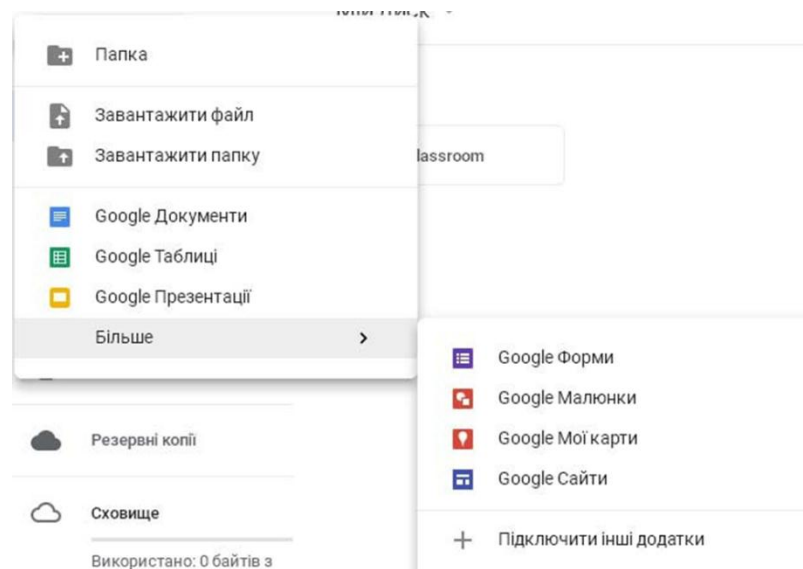 Папка
Завантажити файл
Завантажити папку
lassroom
Google Документи
Google Таблиці
Google Презентації
Більше
Google Форми
Google Малюнки
Google Мої карти
Google Сайти
Підключити інші додатки
Резервні копії
Сховище
Використано: 0 байтів з